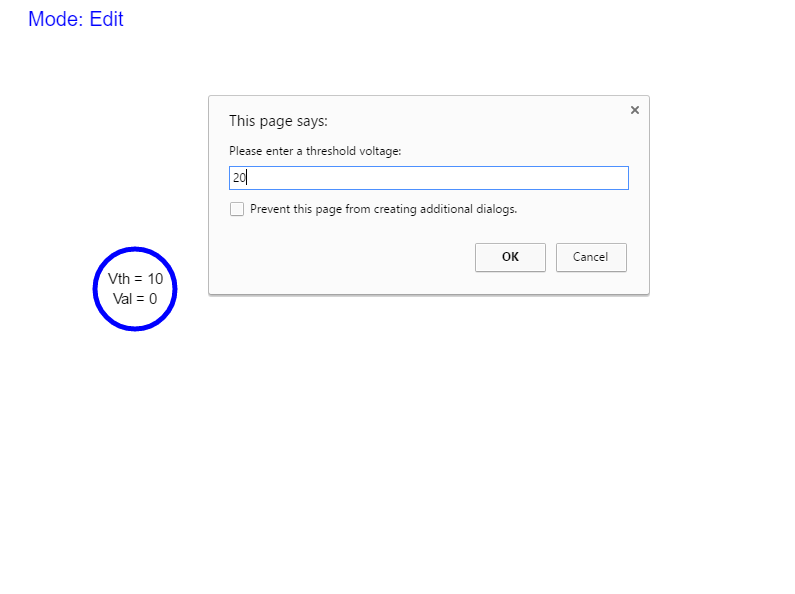 Mode: Edit
This page says:
Please enter a threshold voltage:
20
Prevent this page from creating additional dialogs.
OK
Cancel
Vth = 10
Val = 0